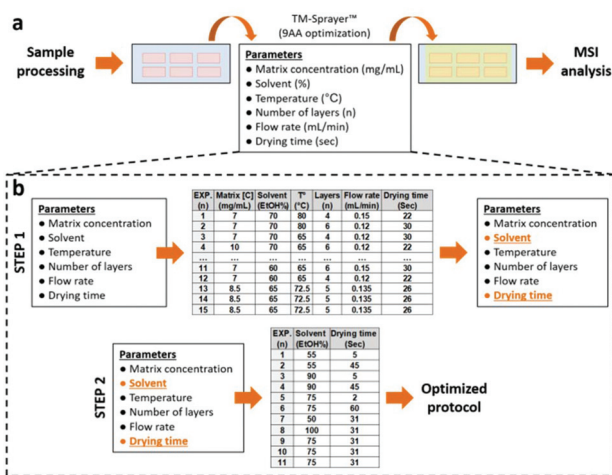 a
TM-Sprayer™
(9AA optimization)
Sample
processing
Parameters
● Matrix concentration (mg/mL)
● Solvent (%)
● Temperature (°C)
● Number of layers (n)
● Flow rate (mL/min)
● Drying time (sec)
MSI
analysis
b
STEP 1
Parameters
● Matrix concentration
● Solvent
● Temperature
● Number of layers
● Flow rate
● Drying time
EXP. Matrix [C] Solvent T° Layers Flow rate Drying time
(n) (mg/mL) (EtOH%) (°C) (n) (mL/min) (Sec)
1 7 70 80 4 0.15 22
2 7 70 80 6 0.12 30
3 7 70 65 4 0.12 30
4 10 70 65 6 0.12 22
... ... ... ... ... ... ...
11 7 60 65 6 0.15 30
12 7 60 65 4 0.12 22
13 8.5 65 72.5 5 0.135 26
14 8.5 65 72.5 5 0.135 26
15 8.5 65 72.5 5 0.135 26
Parameters
● Matrix concentration
● Solvent
● Temperature
● Number of layers
● Flow rate
● Drying time
STEP 2
Parameters
● Matrix concentration
● Solvent
● Temperature
● Number of layers
● Flow rate
● Drying time
EXP. Solvent Drying time
(n) (EtOH%) (Sec)
1 55 5
2 55 45
3 90 5
4 90 45
5 75 2
6 75 60
7 50 31
8 100 31
9 75 31
10 75 31
11 75 31
Optimized
protocol